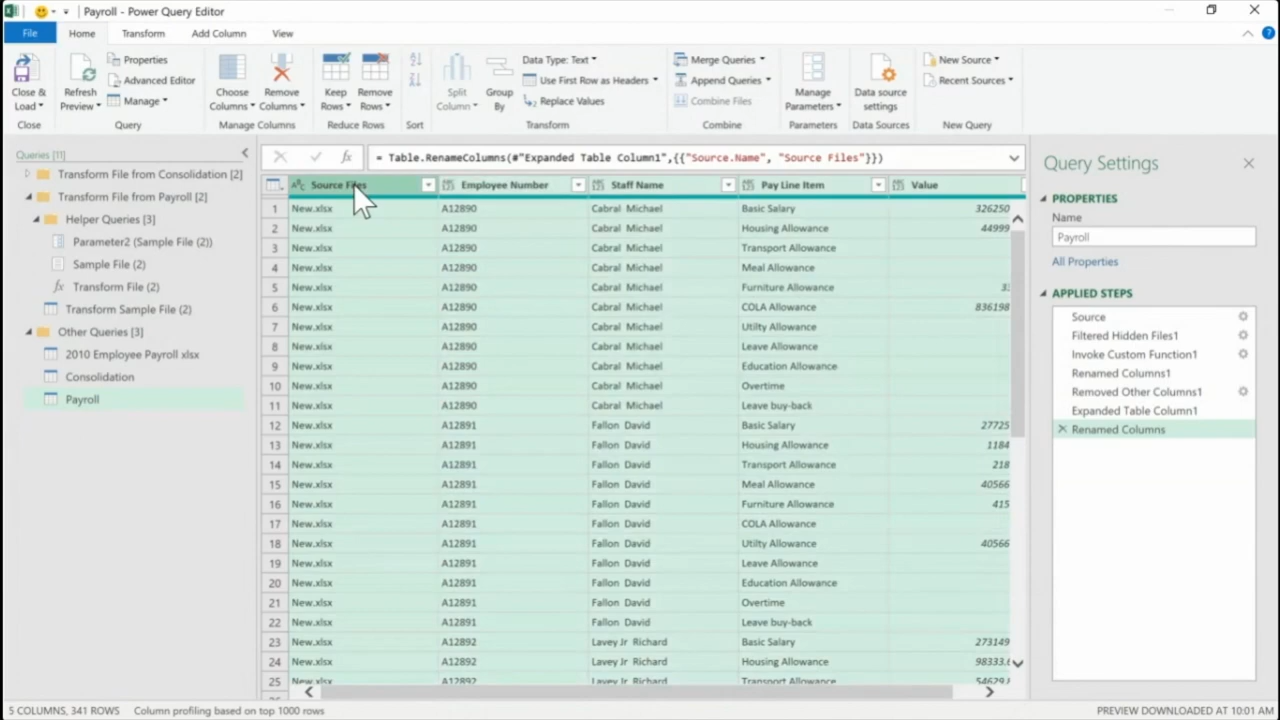 Payroll - Power Query Editor
File Home Transform Add Column View
Close & Load
Refresh Preview
Properties
Advanced Editor
Manage
Choose Columns
Remove Columns
Keep Rows
Remove Rows
Split Column
Group By
Data Type: Text
Use First Row as Headers
Replace Values
Merge Queries
Append Queries
Combine Files
Manage Parameters
Data source settings
New Source
Recent Sources
Close Query Manage Columns Reduce Rows Sort Transform Combine Parameters Data Sources New Query
Queries [11]
Transform File from Consolidation [2]
Transform File from Payroll [2]
Helper Queries [3]
Parameter2 (Sample File (2))
Sample File (2)
fx Transform File (2)
Transform Sample File (2)
Other Queries [3]
2010 Employee Payroll xlsx
Consolidation
Payroll
fx = Table.RenameColumns(#"Expanded Table Column1",{{"Source.Name", "Source Files"}})
Source Files Employee Number Staff Name Pay Line Item Value
1 New.xlsx A12890 Cabral Michael Basic Salary 326250
2 New.xlsx A12890 Cabral Michael Housing Allowance 44999
3 New.xlsx A12890 Cabral Michael Transport Allowance
4 New.xlsx A12890 Cabral Michael Meal Allowance
5 New.xlsx A12890 Cabral Michael Furniture Allowance
6 New.xlsx A12890 Cabral Michael COLA Allowance 836198
7 New.xlsx A12890 Cabral Michael Utilty Allowance
8 New.xlsx A12890 Cabral Michael Leave Allowance
9 New.xlsx A12890 Cabral Michael Education Allowance
10 New.xlsx A12890 Cabral Michael Overtime
11 New.xlsx A12890 Cabral Michael Leave buy-back
12 New.xlsx A12891 Fallon David Basic Salary 27725
13 New.xlsx A12891 Fallon David Housing Allowance 1184
14 New.xlsx A12891 Fallon David Transport Allowance 218
15 New.xlsx A12891 Fallon David Meal Allowance 40566
16 New.xlsx A12891 Fallon David Furniture Allowance 415
17 New.xlsx A12891 Fallon David COLA Allowance
18 New.xlsx A12891 Fallon David Utilty Allowance 40566
19 New.xlsx A12891 Fallon David Leave Allowance
20 New.xlsx A12891 Fallon David Education Allowance
21 New.xlsx A12891 Fallon David Overtime
22 New.xlsx A12891 Fallon David Leave buy-back
23 New.xlsx A12892 Lavey Jr Richard Basic Salary 273149
24 New.xlsx A12892 Lavey Jr Richard Housing Allowance 98333.6
25 New.xlsx A12892 Lavey Jr Richard Transport Allowance
Query Settings
PROPERTIES
Name
Payroll
All Properties
APPLIED STEPS
Source
Filtered Hidden Files1
Invoke Custom Function1
Renamed Columns1
Removed Other Columns1
Expanded Table Column1
Renamed Columns
5 COLUMNS, 341 ROWS Column profiling based on top 1000 rows PREVIEW DOWNLOADED AT 10:01 AM